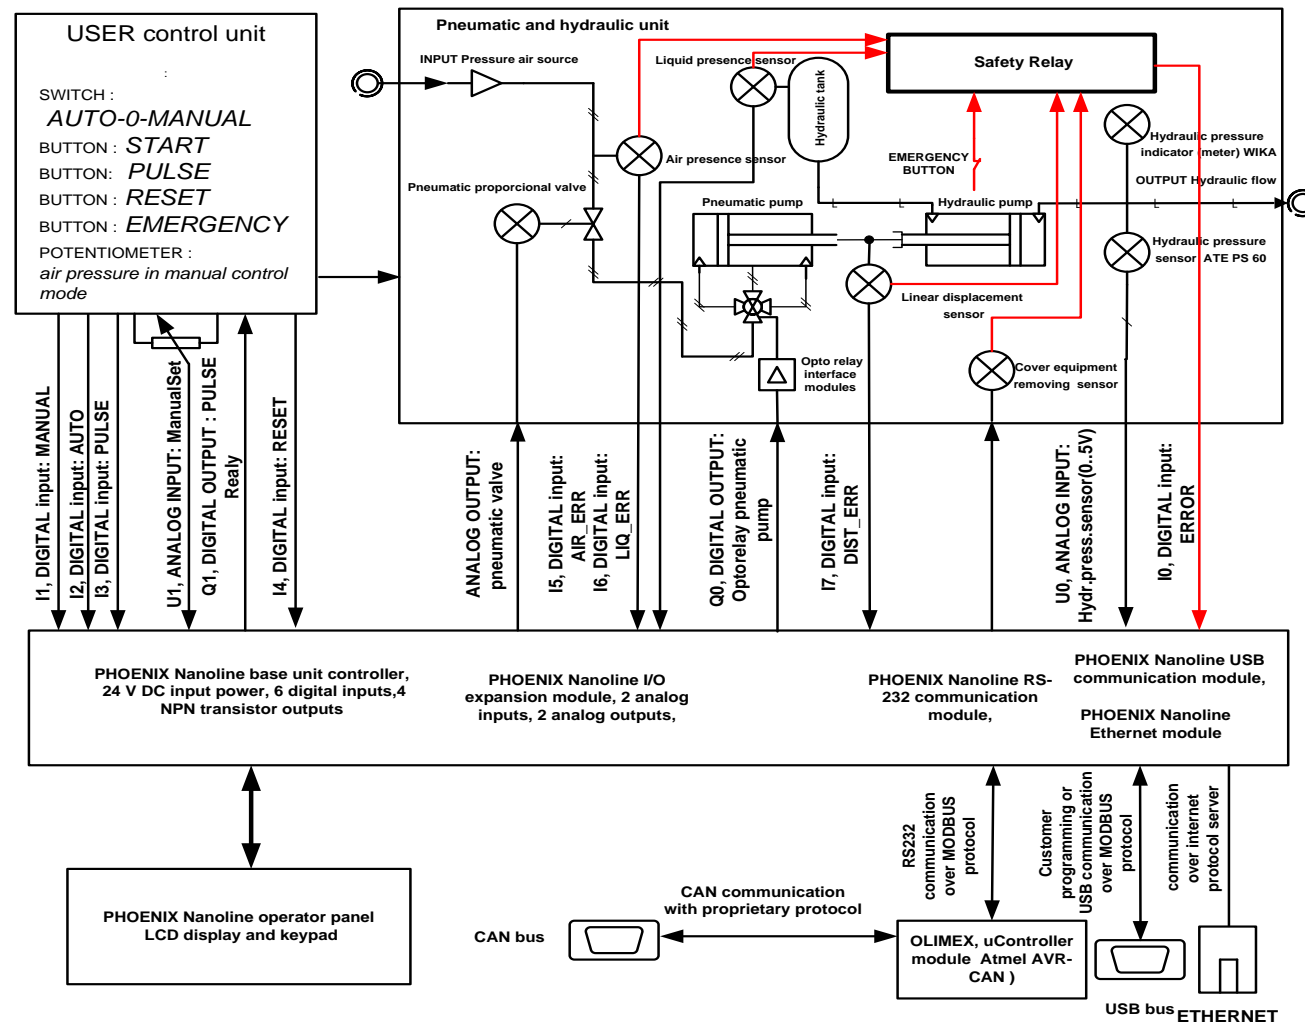 USER control unit
:
SWITCH :
AUTO-0-MANUAL
BUTTON : START
BUTTON: PULSE
BUTTON : RESET
BUTTON : EMERGENCY
POTENTIOMETER :
air pressure in manual control
mode
Pneumatic and hydraulic unit
INPUT Pressure air source
Liquid presence sensor
Hydraulic tank
Safety Relay
Air presence sensor
EMERGENCY
BUTTON
Hydraulic pressure
indicator (meter) WIKA
OUTPUT Hydraulic flow
Pneumatic proporcional valve
Pneumatic pump
Hydraulic pump
Hydraulic pressure
sensor ATE PS 60
Linear displacement
sensor
Opto relay
interface
modules
Cover equipment
removing sensor
I1, DIGITAL input: MANUAL
I2, DIGITAL input: AUTO
I3, DIGITAL input: PULSE
U1, ANALOG INPUT: ManualSet
Q1, DIGITAL OUTPUT : PULSE
Realy
I4, DIGITAL input: RESET
ANALOG OUTPUT:
pneumatic valve
I5, DIGITAL input:
AIR_ERR
I6, DIGITAL input:
LIQ_ERR
Q0, DIGITAL OUTPUT:
Optorelay pneumatic
pump
I7, DIGITAL input:
DIST_ERR
U0, ANALOG INPUT:
Hydr.press.sensor(0..5V)
I0, DIGITAL input:
ERROR
PHOENIX Nanoline base unit controller,
24 V DC input power, 6 digital inputs,4
NPN transistor outputs
PHOENIX Nanoline I/O
expansion module, 2 analog
inputs, 2 analog outputs,
PHOENIX Nanoline RS-
232 communication
module,
PHOENIX Nanoline USB
communication module,
PHOENIX Nanoline
Ethernet module
RS232
communication
over MODBUS
protocol
Customer
programming or
USB communication
over MODBUS
protocol
communication
over internet
protocol server
PHOENIX Nanoline operator panel
LCD display and keypad
CAN bus
CAN communication
with proprietary protocol
OLIMEX, uController
module Atmel AVR-
CAN )
USB bus
ETHERNET